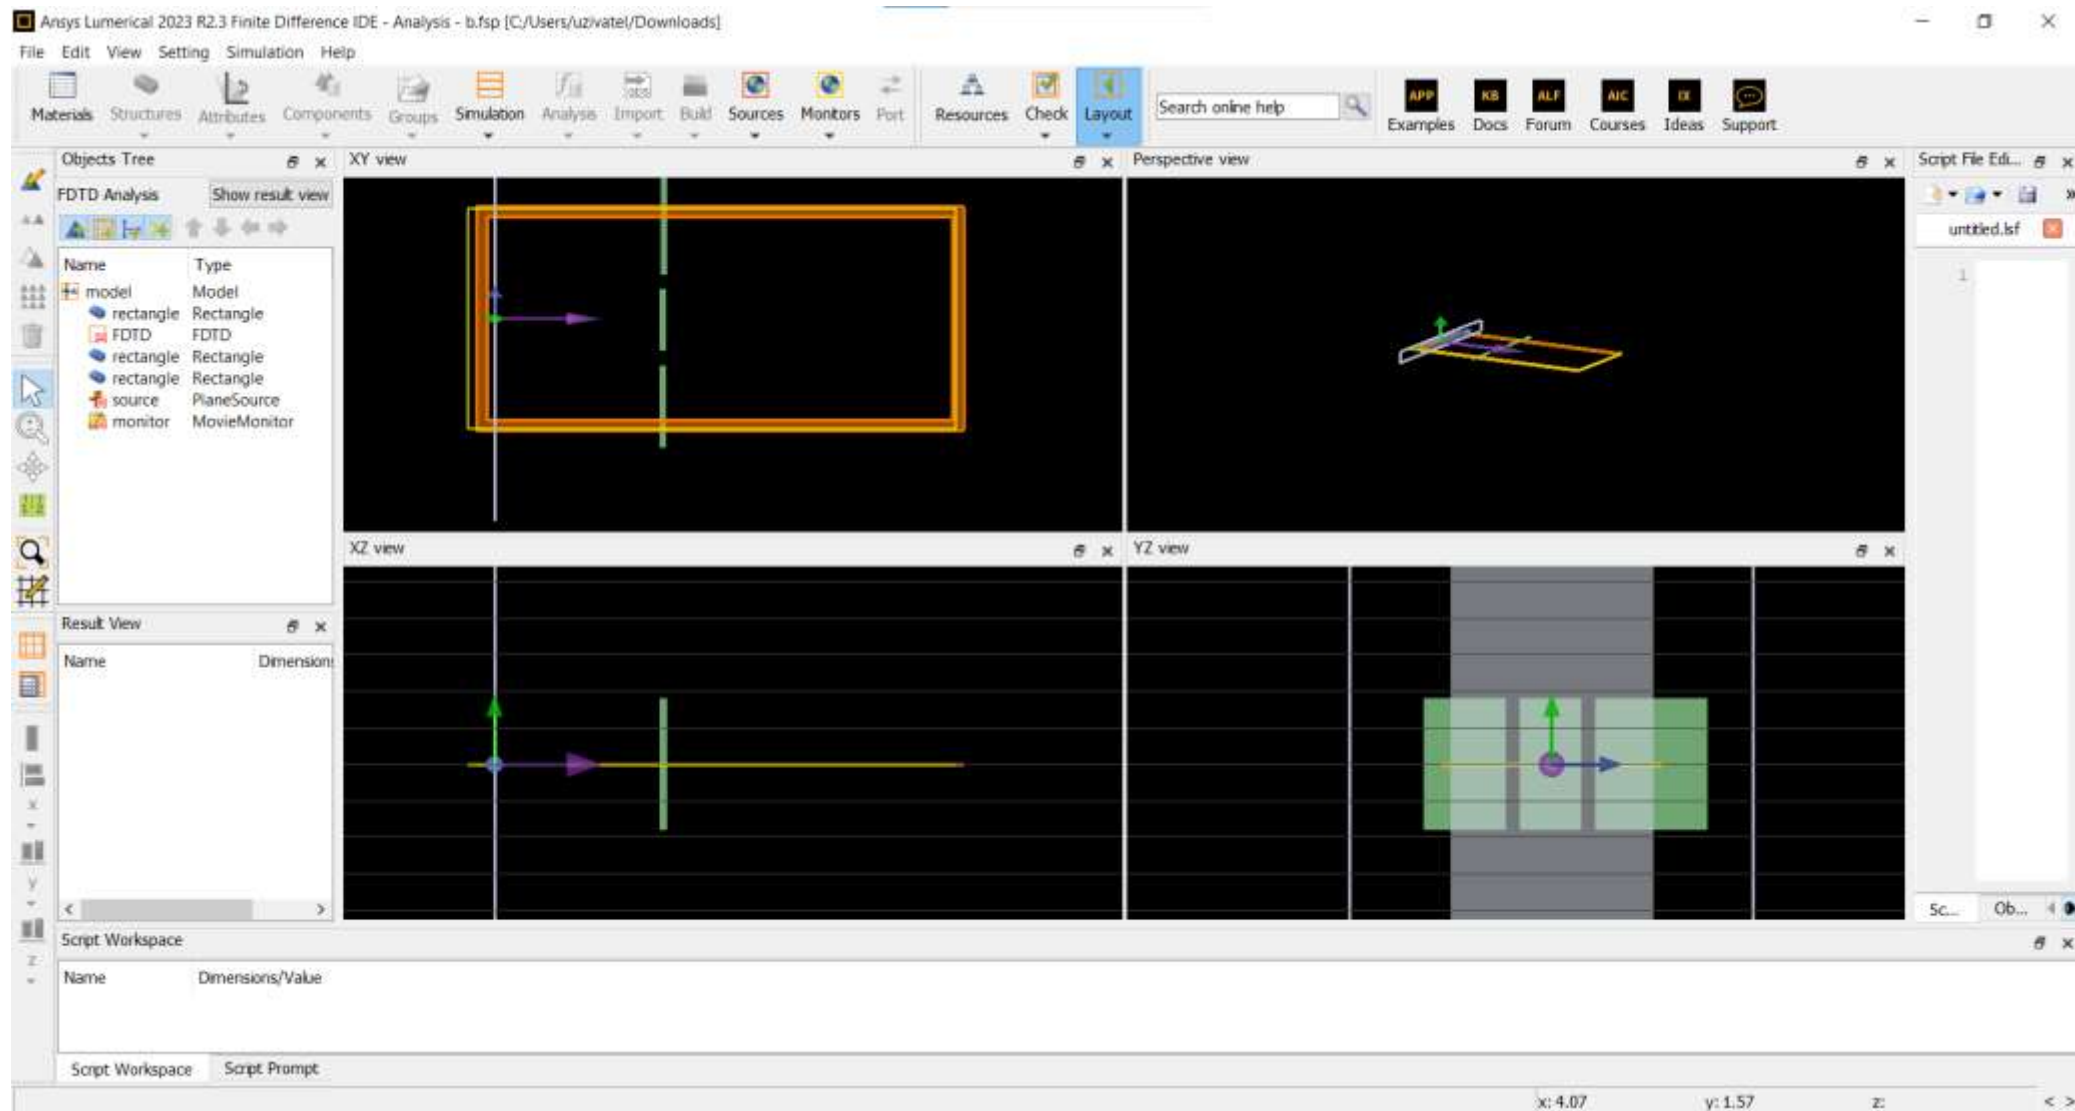 Ansys Lumerical 2023 R2.3 Finite Difference IDE - Analysis - b.fsp [C:/Users/uzivatel/Downloads]
File Edit View Setting Simulation Help
Materials Structures Attributes Components Groups Simulation Analysis Import Build Sources Monitors Port Resources Check Layout Search online help
APP KB ALF AIC IX
Examples Docs Forum Courses Ideas Support
Objects Tree XY view Perspective view Script File Edi...
FDTD Analysis Show result view
untitled.lsf
Name Type
1
model Model
rectangle Rectangle
FDTD FDTD
rectangle Rectangle
rectangle Rectangle
source PlaneSource
monitor MovieMonitor
XZ view YZ view
Result View
Name Dimension
x
y
z
Sc... Ob...
Script Workspace
Name Dimensions/Value
Script Workspace Script Prompt
x: 4.07 y: 1.57 z: